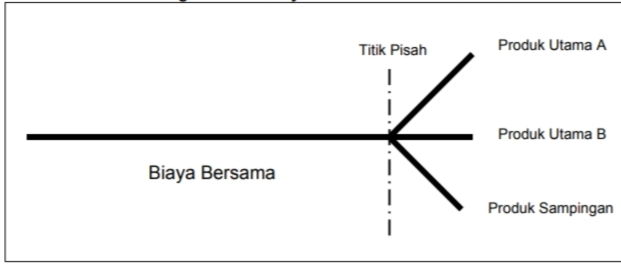 Titik Pisah
Produk Utama A
Produk Utama B
Biaya Bersama
Produk Sampingan